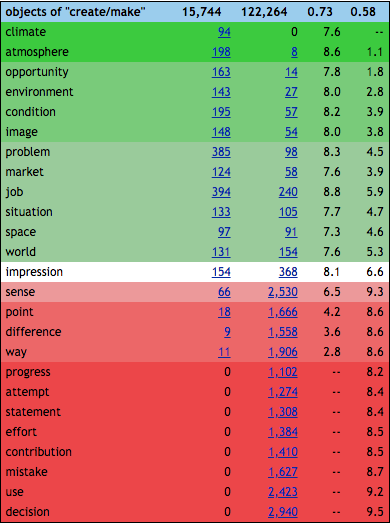 objects of "create/make" 15,744 122,264 0.73 0.58
climate 94 0 7.6 --
atmosphere 198 8 8.6 1.1
opportunity 163 14 7.8 1.8
environment 143 27 8.0 2.8
condition 195 57 8.2 3.9
image 148 54 8.0 3.8
problem 385 98 8.3 4.5
market 124 58 7.6 3.9
job 394 240 8.8 5.9
situation 133 105 7.7 4.7
space 97 91 7.3 4.6
world 131 154 7.6 5.3
impression 154 368 8.1 6.6
sense 66 2,530 6.5 9.3
point 18 1,666 4.2 8.6
difference 9 1,558 3.6 8.6
way 11 1,906 2.8 8.6
progress 0 1,102 -- 8.2
attempt 0 1,274 -- 8.4
statement 0 1,308 -- 8.4
effort 0 1,384 -- 8.5
contribution 0 1,410 -- 8.5
mistake 0 1,627 -- 8.7
use 0 2,423 -- 9.2
decision 0 2,940 -- 9.5